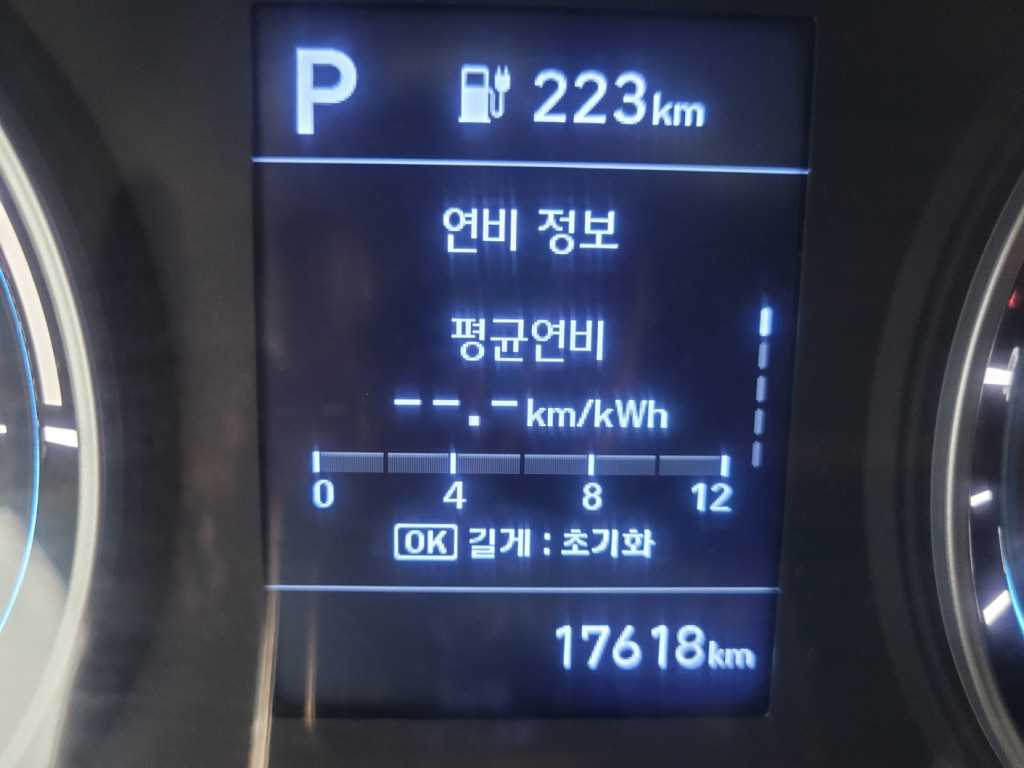 P 223km
연비 정보
평균연비
--.-km/kWh
0 4 8 12
OK 길게 : 초기화
17618km